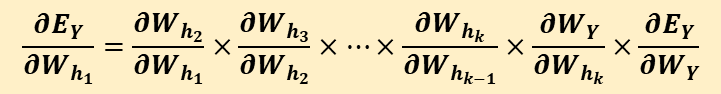 ∂E_Y/∂W_{h_1} = ∂W_{h_2}/∂W_{h_1} × ∂W_{h_3}/∂W_{h_2} × ⋯ × ∂W_{h_k}/∂W_{h_{k-1}} × ∂W_Y/∂W_{h_k} × ∂E_Y/∂W_Y